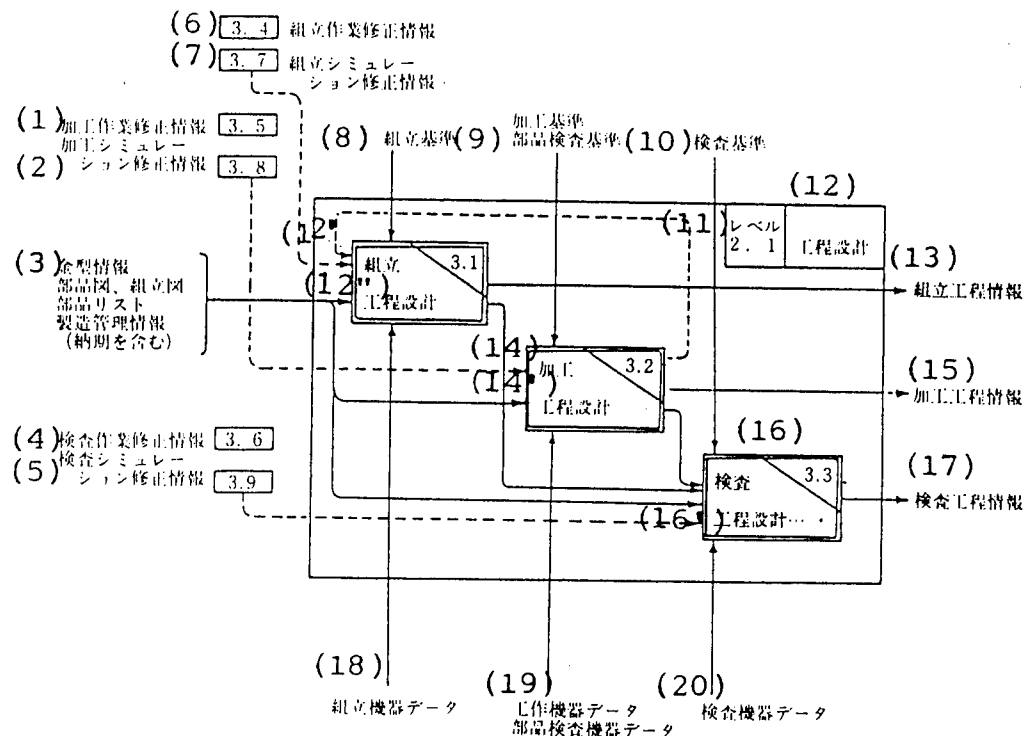 (6) 3. 4 組立作業修正情報
(7) 3. 7 組立シミュレー
ション修正情報
(1) 加工作業修正情報 3. 5
加工シミュレー
(2) ション修正情報 3. 8
(8) 組立基準
(9) 加工基準
部品検査基準
(10) 検査基準
(11)
(12)
レベル
2. 1
工程設計
(12')
組立 3.1
(12")
工程設計
(3) 金型情報
部品図、組立図
部品リスト
製造管理情報
(納期を含む)
(13)
組立工程情報
(14)
加工 3.2
(14')
工程設計
(15)
加工工程情報
(4) 検査作業修正情報 3. 6
検査シミュレー
(5) ション修正情報 3.9
(16)
検査 3.3
(16')
工程設計
(17)
検査工程情報
(18)
組立機器データ
(19)
工作機器データ
部品検査機器データ
(20)
検査機器データ